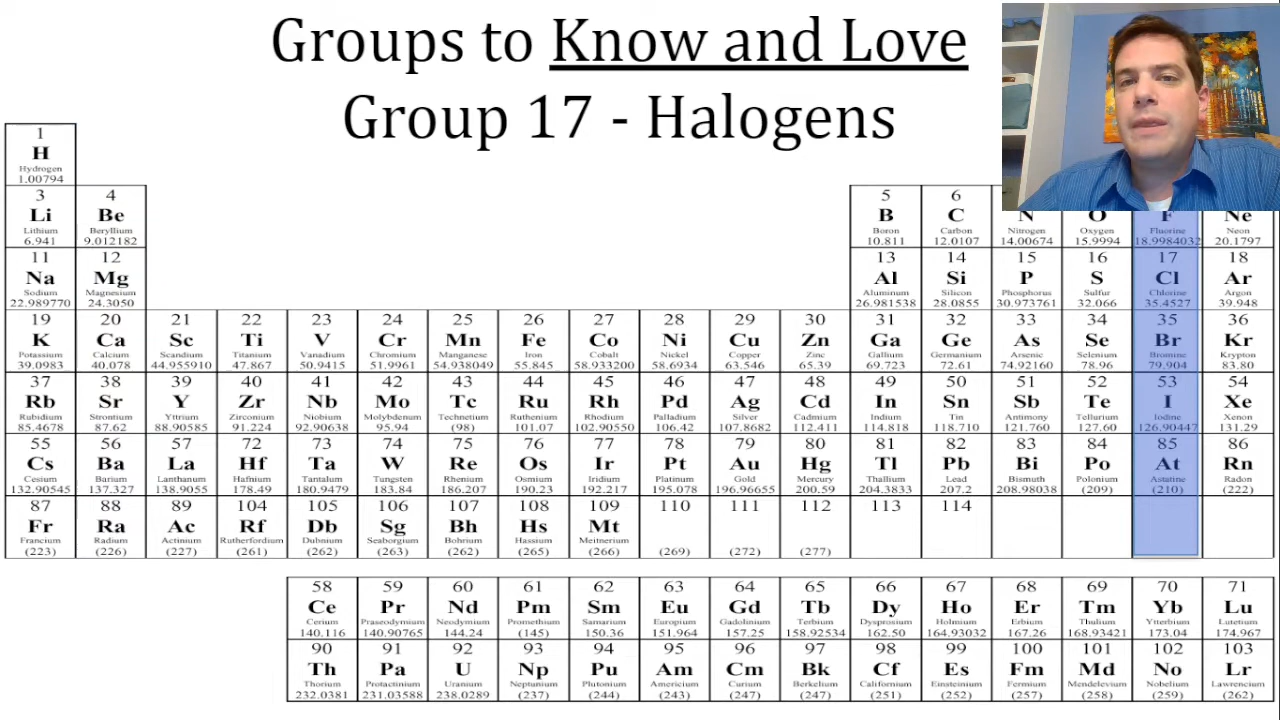 Groups to Know and Love
Group 17 - Halogens
1
H
Hydrogen
1.00794
3 4 5 6
Li Be B C N O F Ne
Lithium Beryllium Boron Carbon Nitrogen Oxygen Fluorine Neon
6.941 9.012182 10.811 12.0107 14.00674 15.9994 18.9984032 20.1797
11 12 13 14 15 16 17 18
Na Mg Al Si P S Cl Ar
Sodium Magnesium Aluminum Silicon Phosphorus Sulfur Chlorine Argon
22.989770 24.3050 26.981538 28.0855 30.973761 32.066 35.4527 39.948
19 20 21 22 23 24 25 26 27 28 29 30 31 32 33 34 35 36
K Ca Sc Ti V Cr Mn Fe Co Ni Cu Zn Ga Ge As Se Br Kr
Potassium Calcium Scandium Titanium Vanadium Chromium Manganese Iron Cobalt Nickel Copper Zinc Gallium Germanium Arsenic Selenium Bromine Krypton
39.0983 40.078 44.955910 47.867 50.9415 51.9961 54.938049 55.845 58.933200 58.6934 63.546 65.39 69.723 72.61 74.92160 78.96 79.904 83.80
37 38 39 40 41 42 43 44 45 46 47 48 49 50 51 52 53 54
Rb Sr Y Zr Nb Mo Tc Ru Rh Pd Ag Cd In Sn Sb Te I Xe
Rubidium Strontium Yttrium Zirconium Niobium Molybdenum Technetium Ruthenium Rhodium Palladium Silver Cadmium Indium Tin Antimony Tellurium Iodine Xenon
85.4678 87.62 88.90585 91.224 92.90638 95.94 (98) 101.07 102.90550 106.42 107.8682 112.411 114.818 118.710 121.760 127.60 126.90447 131.29
55 56 57 72 73 74 75 76 77 78 79 80 81 82 83 84 85 86
Cs Ba La Hf Ta W Re Os Ir Pt Au Hg Tl Pb Bi Po At Rn
Cesium Barium Lanthanum Hafnium Tantalum Tungsten Rhenium Osmium Iridium Platinum Gold Mercury Thallium Lead Bismuth Polonium Astatine Radon
132.90545 137.327 138.9055 178.49 180.9479 183.84 186.207 190.23 192.217 195.078 196.96655 200.59 204.3833 207.2 208.98038 (209) (210) (222)
87 88 89 104 105 106 107 108 109 110 111 112 113 114
Fr Ra Ac Rf Db Sg Bh Hs Mt
Francium Radium Actinium Rutherfordium Dubnium Seaborgium Bohrium Hassium Meitnerium
(223) (226) (227) (261) (262) (263) (262) (265) (266) (269) (272) (277)
58 59 60 61 62 63 64 65 66 67 68 69 70 71
Ce Pr Nd Pm Sm Eu Gd Tb Dy Ho Er Tm Yb Lu
Cerium Praseodymium Neodymium Promethium Samarium Europium Gadolinium Terbium Dysprosium Holmium Erbium Thulium Ytterbium Lutetium
140.116 140.90765 144.24 (145) 150.36 151.964 157.25 158.92534 162.50 164.93032 167.26 168.93421 173.04 174.967
90 91 92 93 94 95 96 97 98 99 100 101 102 103
Th Pa U Np Pu Am Cm Bk Cf Es Fm Md No Lr
Thorium Protactinium Uranium Neptunium Plutonium Americium Curium Berkelium Californium Einsteinium Fermium Mendelevium Nobelium Lawrencium
232.0381 231.03588 238.0289 (237) (244) (243) (247) (247) (251) (252) (257) (258) (259) (262)